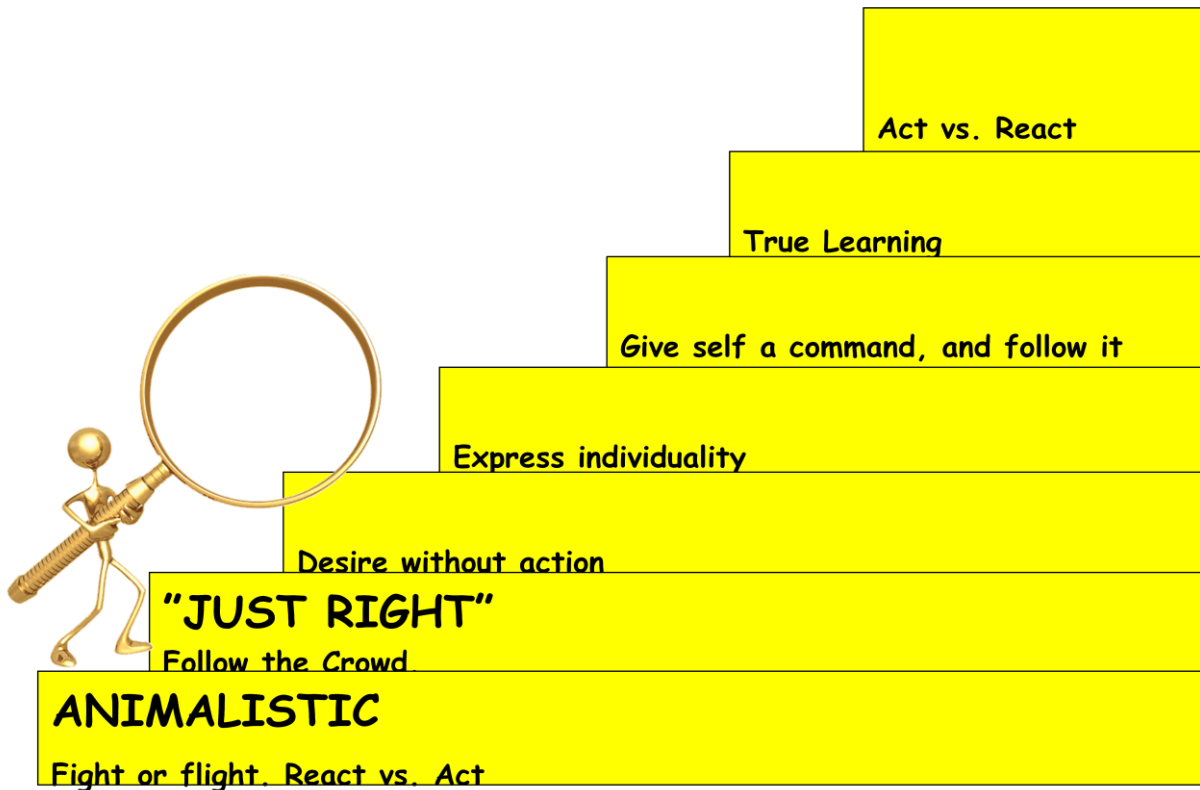 Act vs. React
True Learning
Give self a command, and follow it
Express individuality
Desire without action
”JUST RIGHT”
Follow the Crowd.
ANIMALISTIC
Fight or flight. React vs. Act